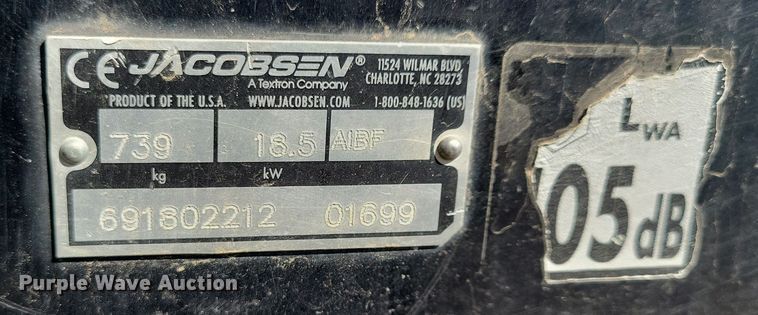 CE JACOBSEN®
A Textron Company
11524 WILMAR BLVD
CHARLOTTE, NC 28273
PRODUCT OF THE U.S.A. WWW.JACOBSEN.COM 1-800-848-1636 (US)
739 18.5 AIBF
kg kW
691802212 01699
LWA
05 dB
Purple Wave Auction